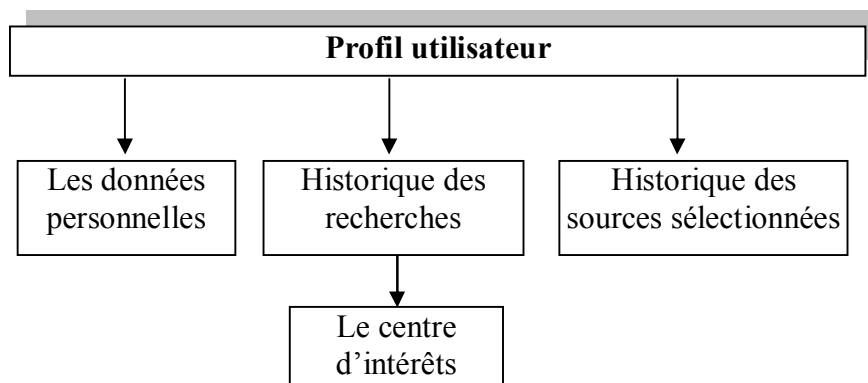 Profil utilisateur
Les données
personnelles
Historique des
recherches
Historique des
sources sélectionnées
Le centre
d’intérêts